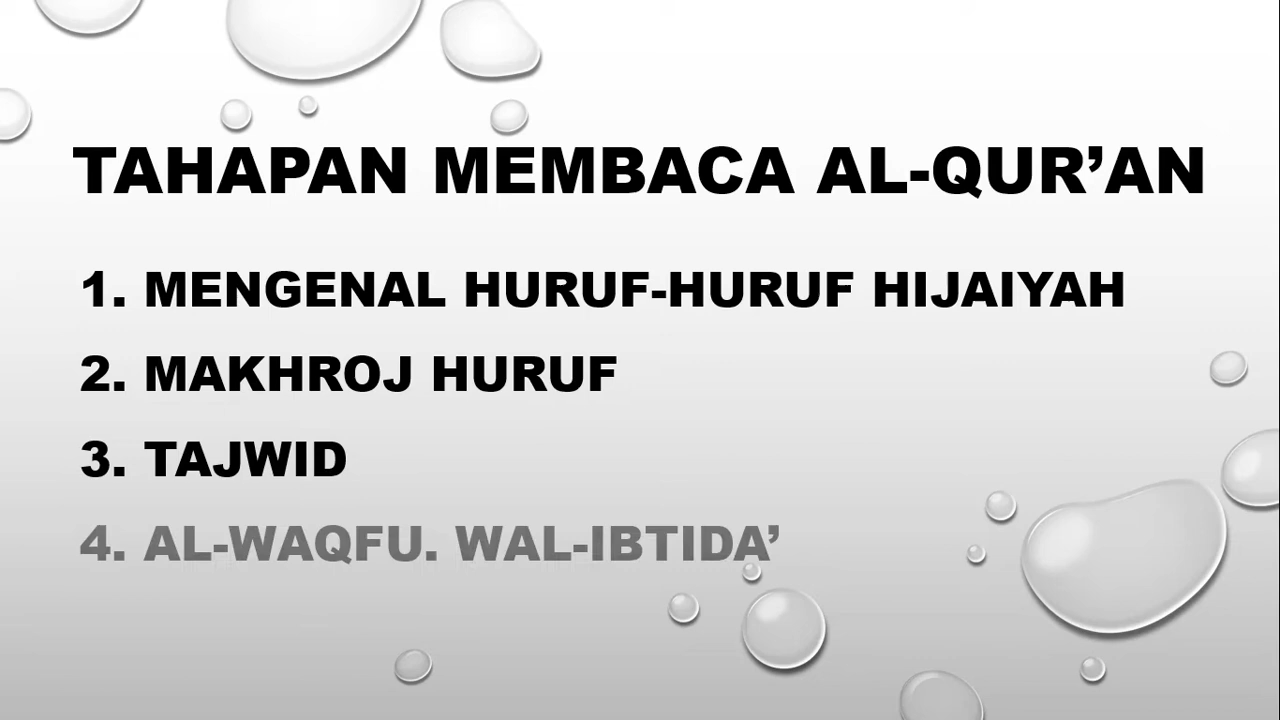 TAHAPAN MEMBACA AL-QUR’AN
1. MENGENAL HURUF-HURUF HIJAIYAH
2. MAKHROJ HURUF
3. TAJWID
4. AL-WAQFU. WAL-IBTIDA’